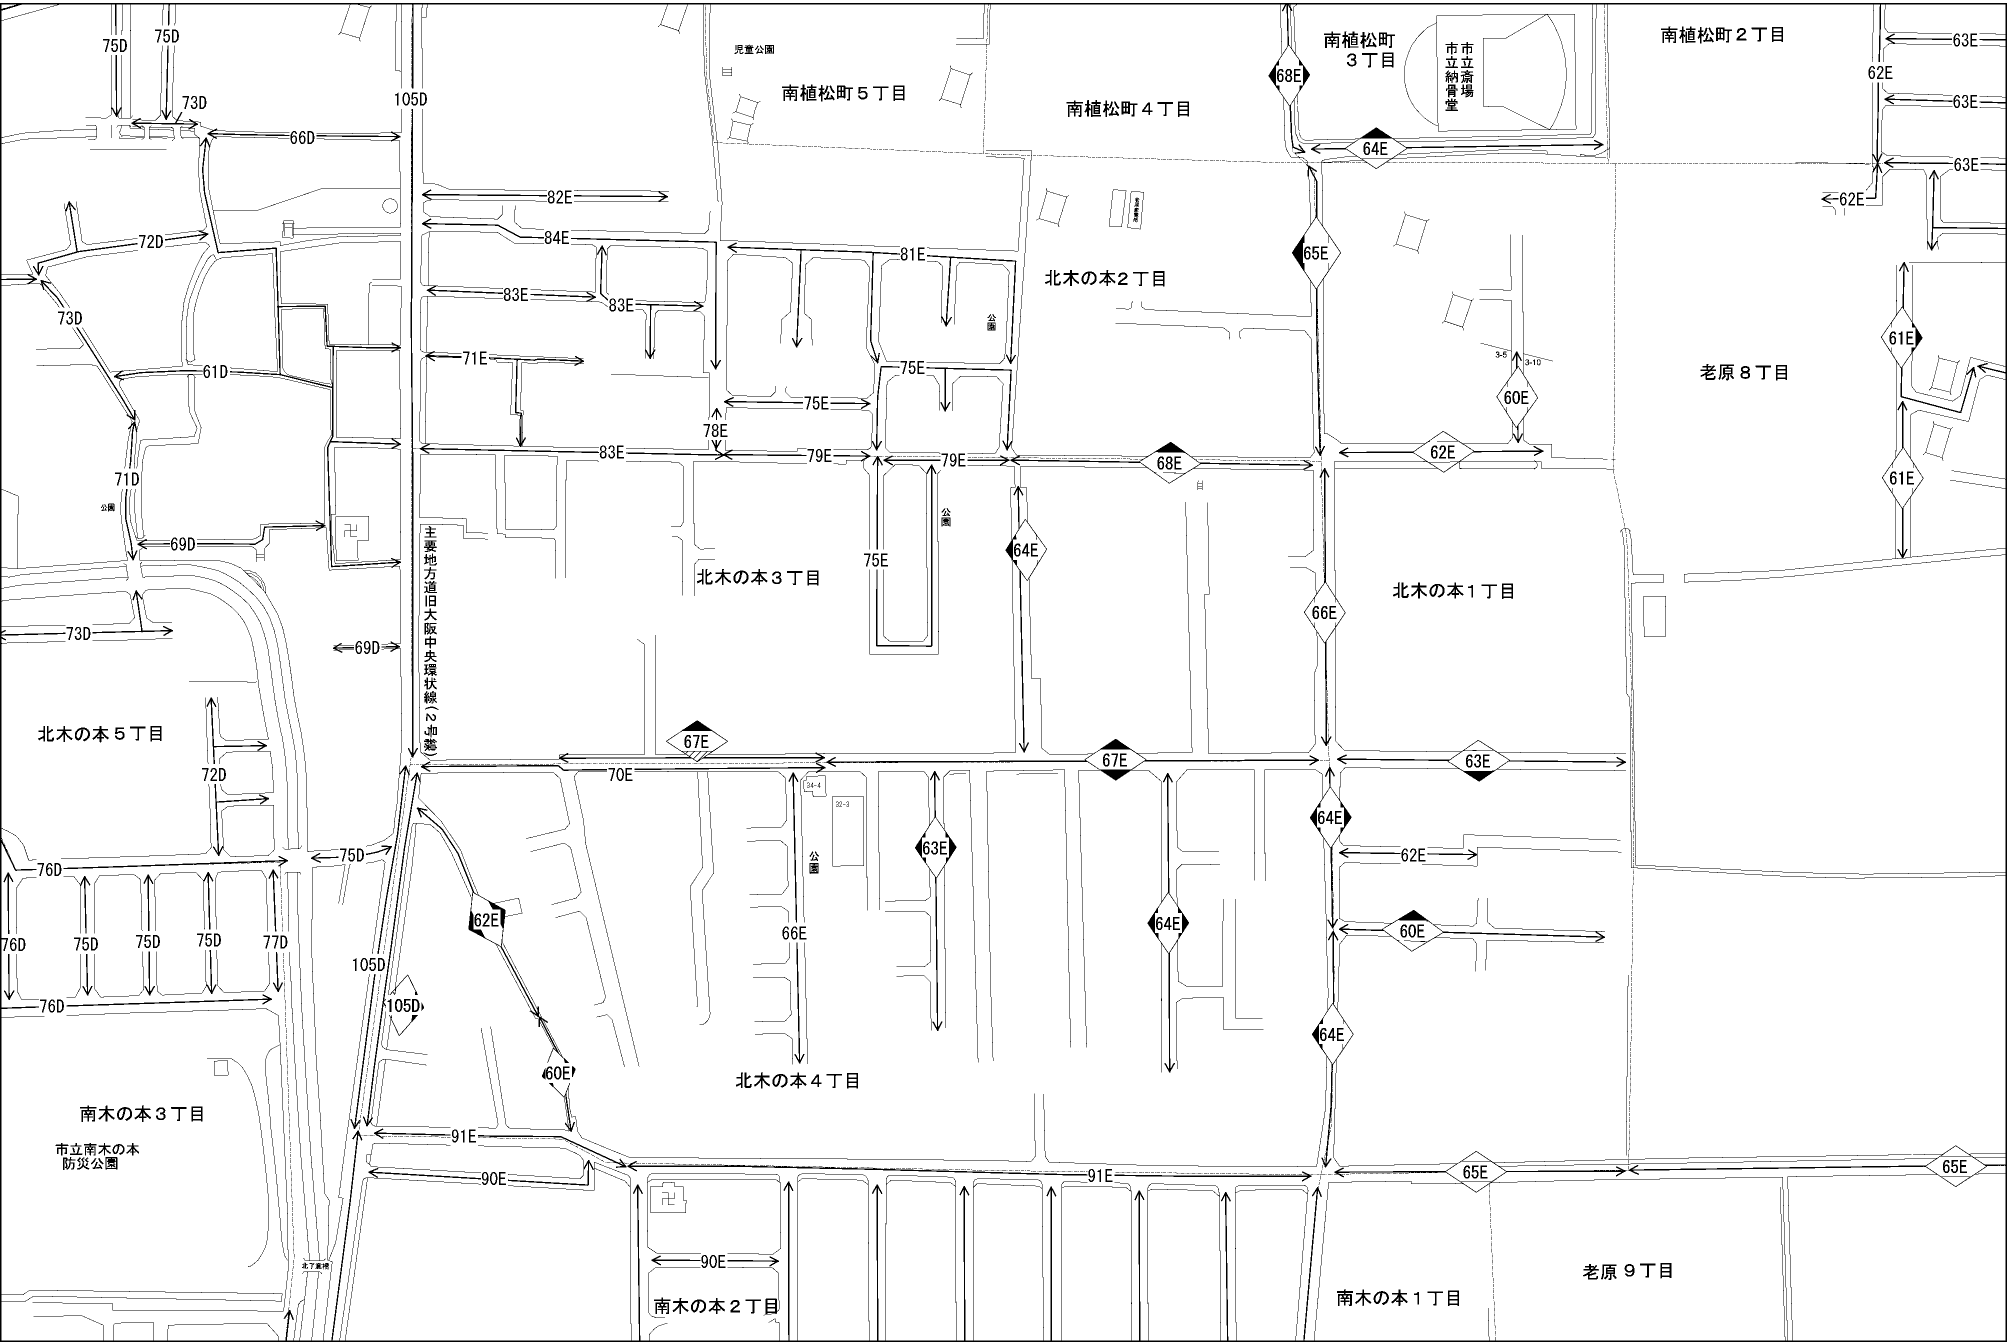 75D
75D
73D
66D
105D
児童公園
南植松町５丁目
南植松町４丁目
68E
64E
南植松町
３丁目
市立斎場
市立納骨堂
南植松町２丁目
62E
63E
63E
63E
62E
82E
84E
81E
72D
65E
北木の本２丁目
83E
83E
73D
公園
61E
71E
3-5
3-10
61D
75E
75E
60E
老原８丁目
78E
83E
79E
79E
68E
62E
61E
71D
公園
69D
主要地方道旧大阪中央環状線(２号線)
公園
64E
75E
北木の本３丁目
北木の本１丁目
66E
73D
69D
北木の本５丁目
67E
67E
63E
70E
72D
34-4
32-3
64E
76D
75D
公園
63E
62E
62E
64E
60E
76D
75D
75D
75D
77D
66E
105D
105D
76D
64E
60E
北木の本４丁目
南木の本３丁目
市立南木の本
防災公園
91E
90E
91E
65E
65E
90E
南木の本２丁目
南木の本１丁目
老原９丁目